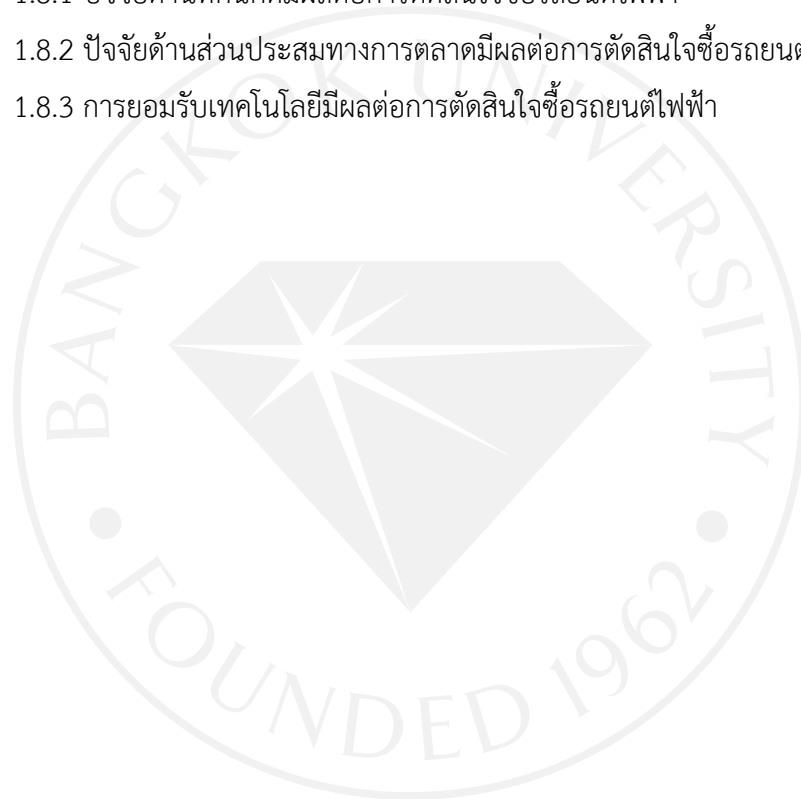 1.8.1
1.8.2 ปัจจัยด้านส่วนประสมทางการตลาดมีผลต่อการตัดสินใจซื้อรถยนต์
1.8.3 การยอมรับเทคโนโลยีมีผลต่อการตัดสินใจซื้อรถยนต์ไฟฟ้า
BANGKOK UNIVERSITY
FOUNDED 1962